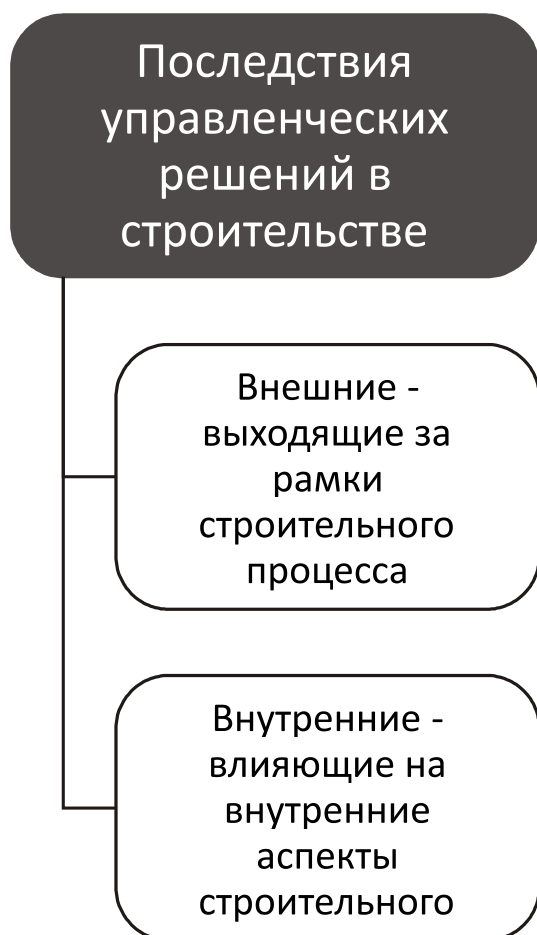 Последствия
управленческих
решений в
строительстве
Внешние -
выходящие за
рамки
строительного
процесса
Внутренние -
влияющие на
внутренние
аспекты
строительного